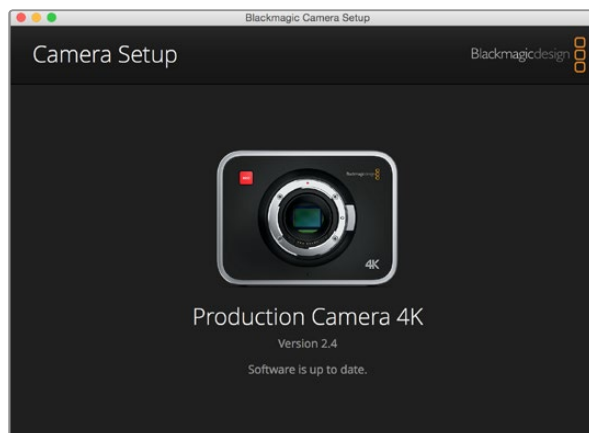 Blackmagic Camera Setup
Camera Setup
Blackmagicdesign
4K
Production Camera 4K
Version 2.4
Software is up to date.